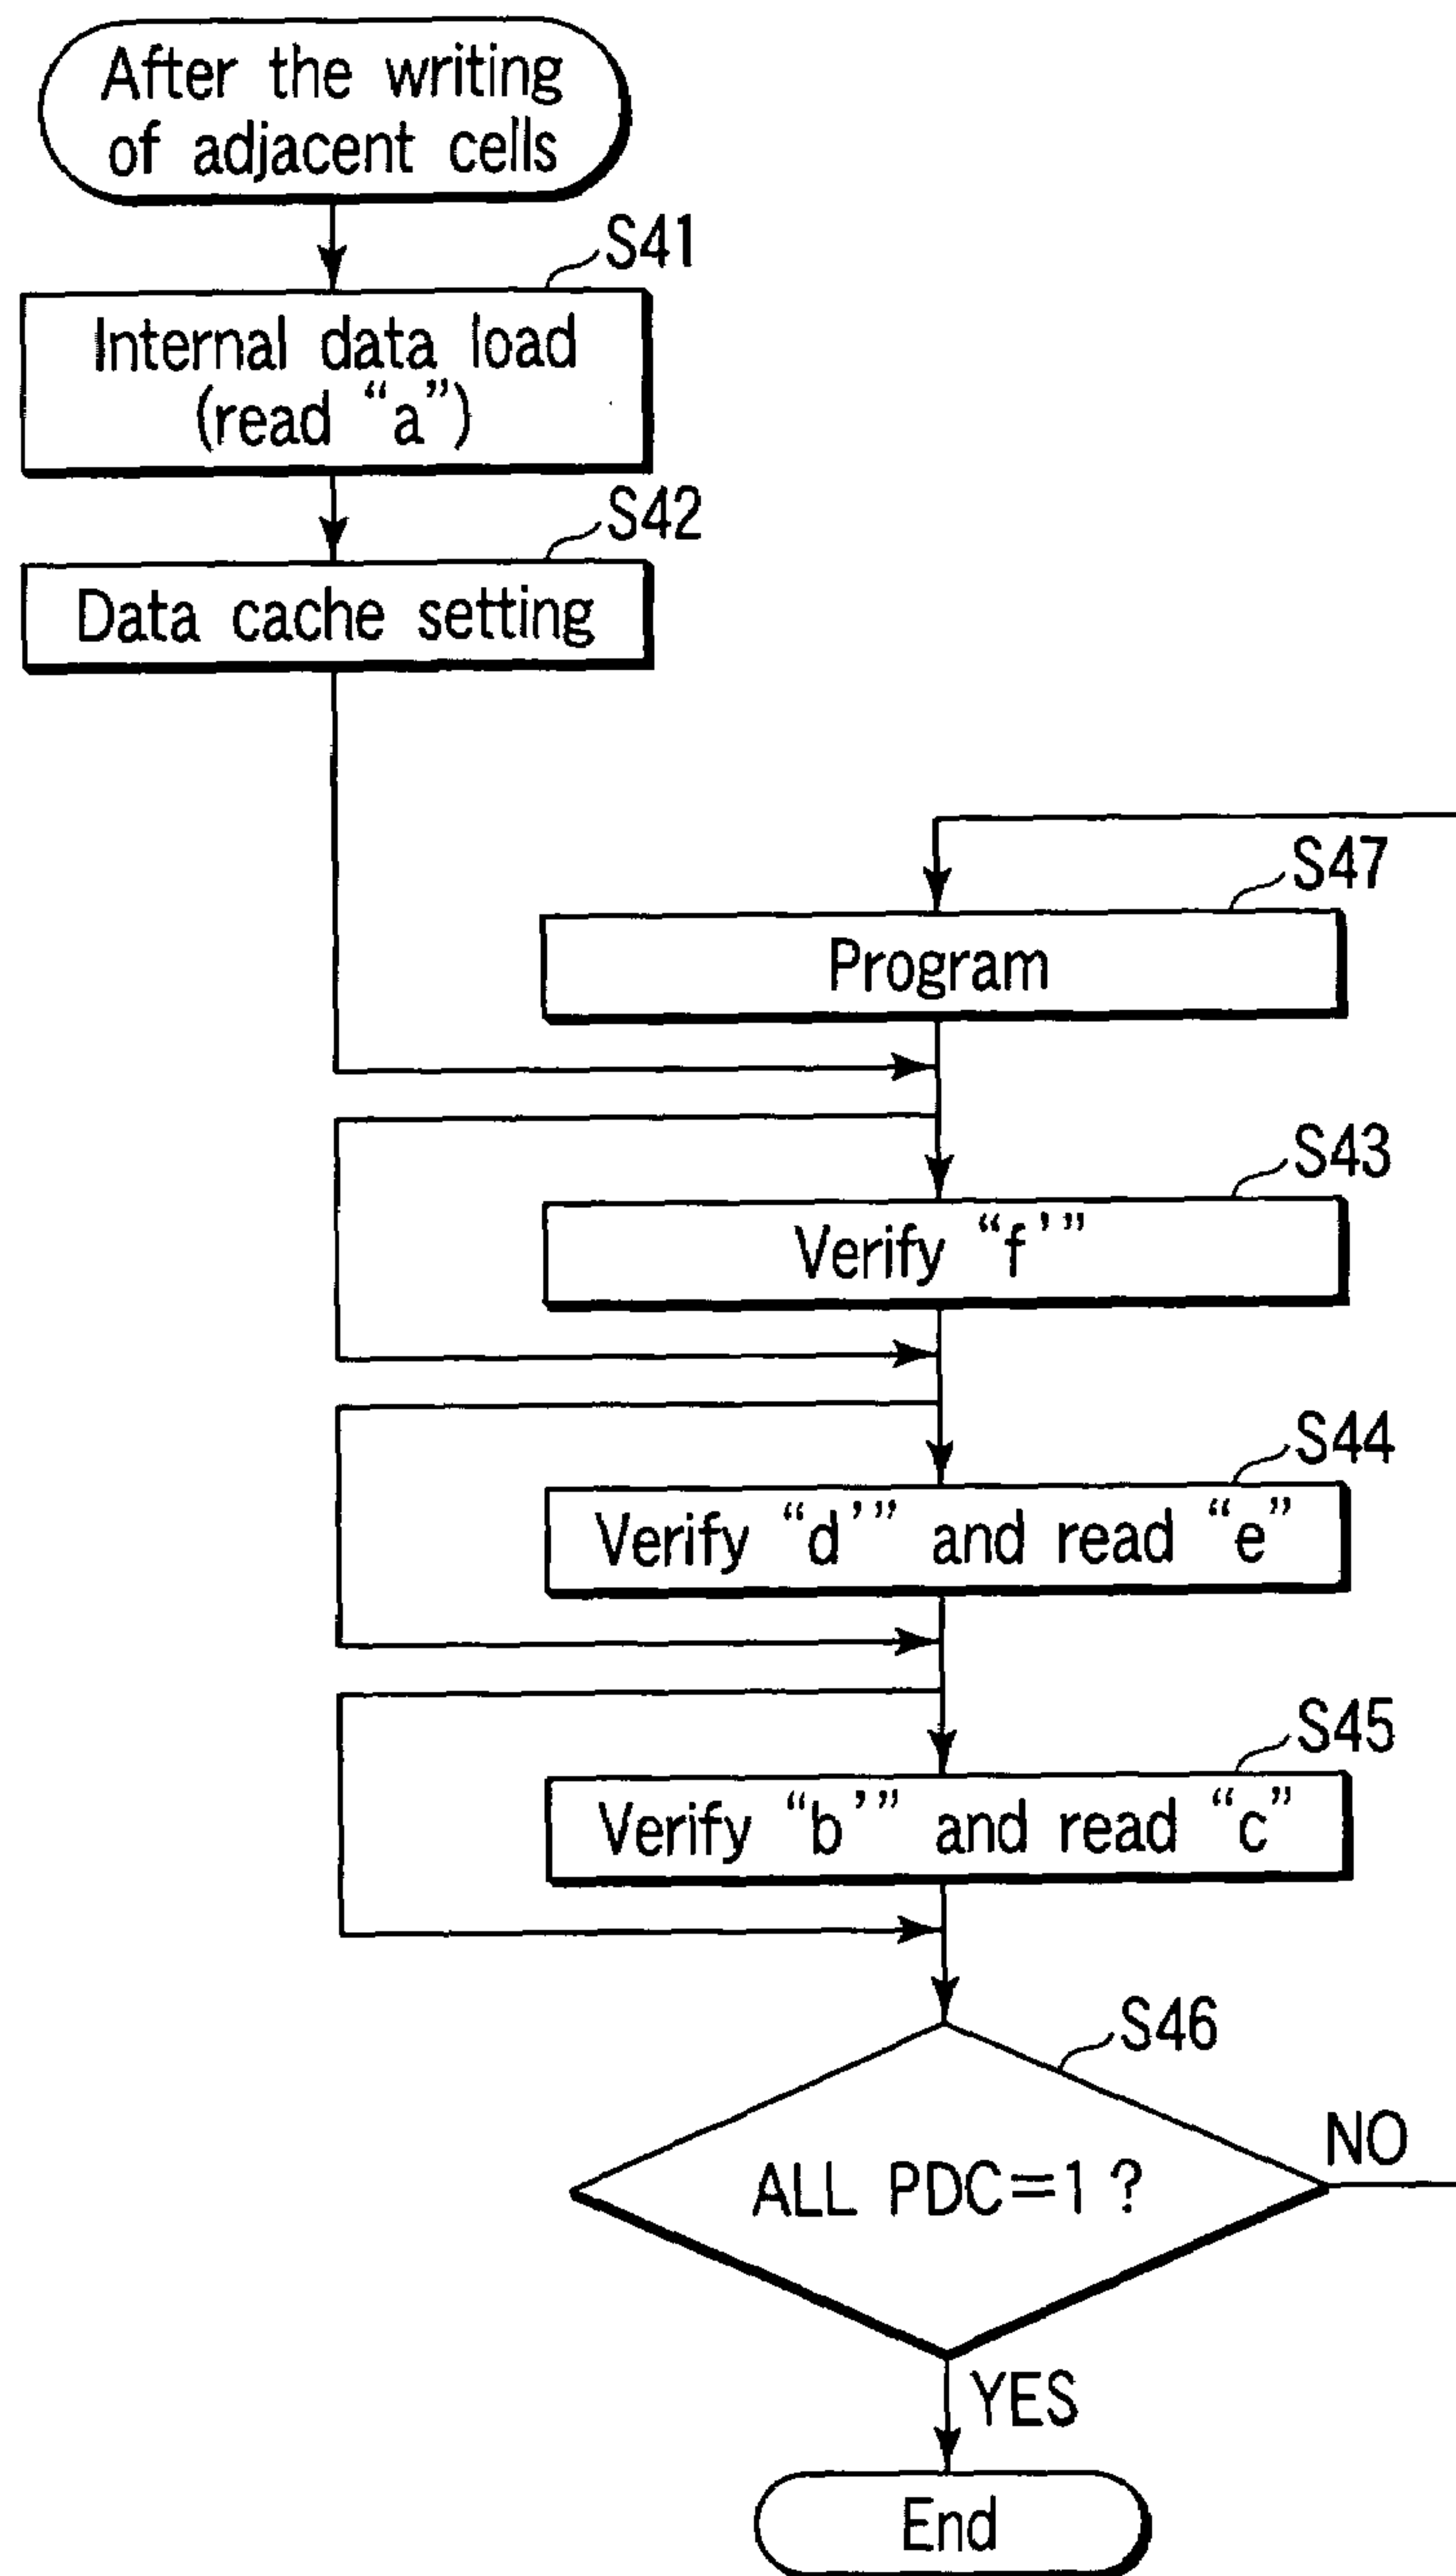 After the writing
of adjacent cells
S41
Internal data load
(read “a”)
S42
Data cache setting
S47
Program
S43
Verify “f’”
S44
Verify “d’” and read “e”
S45
Verify “b’” and read “c”
S46
ALL PDC=1 ?
NO
YES
End